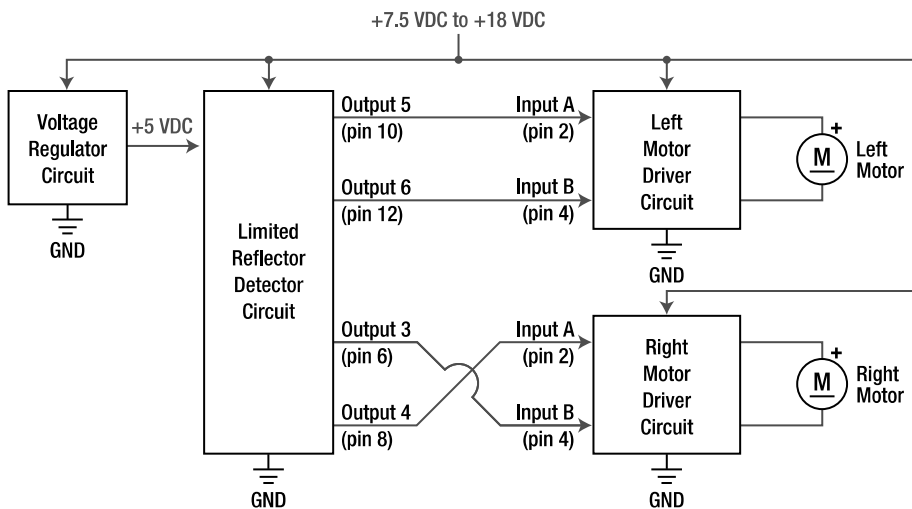 +7.5 VDC to +18 VDC
Voltage
Regulator
Circuit
+5 VDC
GND
Limited
Reflector
Detector
Circuit
GND
Output 5
(pin 10)
Input A
(pin 2)
Output 6
(pin 12)
Input B
(pin 4)
Left
Motor
Driver
Circuit
GND
+
M
Left
Motor
Output 3
(pin 6)
Input A
(pin 2)
Output 4
(pin 8)
Input B
(pin 4)
Right
Motor
Driver
Circuit
GND
+
M
Right
Motor